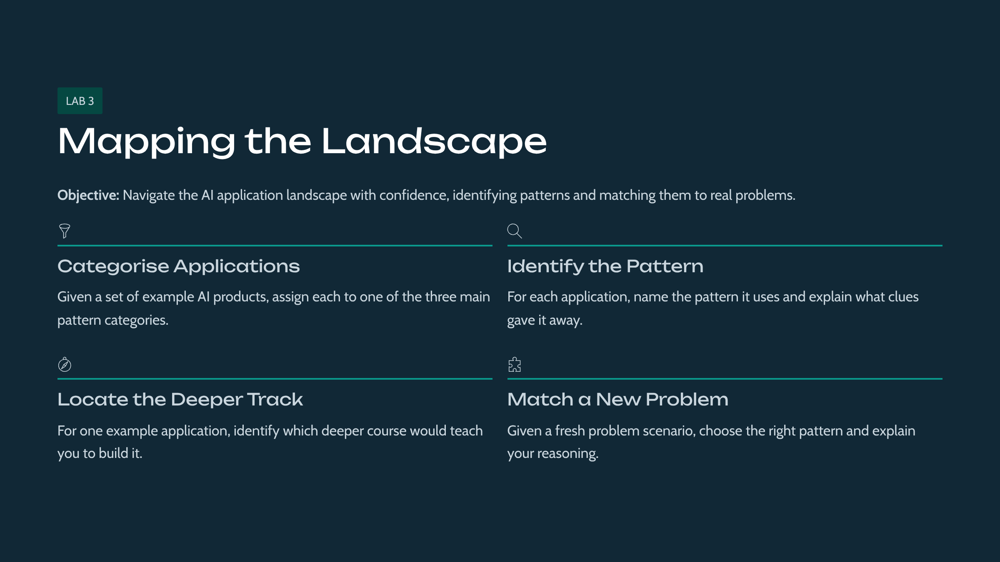 LAB 3
Mapping the Landscape
Objective: Navigate the AI application landscape with confidence, identifying patterns and matching them to real problems.
Categorise Applications
Given a set of example AI products, assign each to one of the three main
pattern categories.
Identify the Pattern
For each application, name the pattern it uses and explain what clues
gave it away.
Locate the Deeper Track
For one example application, identify which deeper course would teach
you to build it.
Match a New Problem
Given a fresh problem scenario, choose the right pattern and explain
your reasoning.